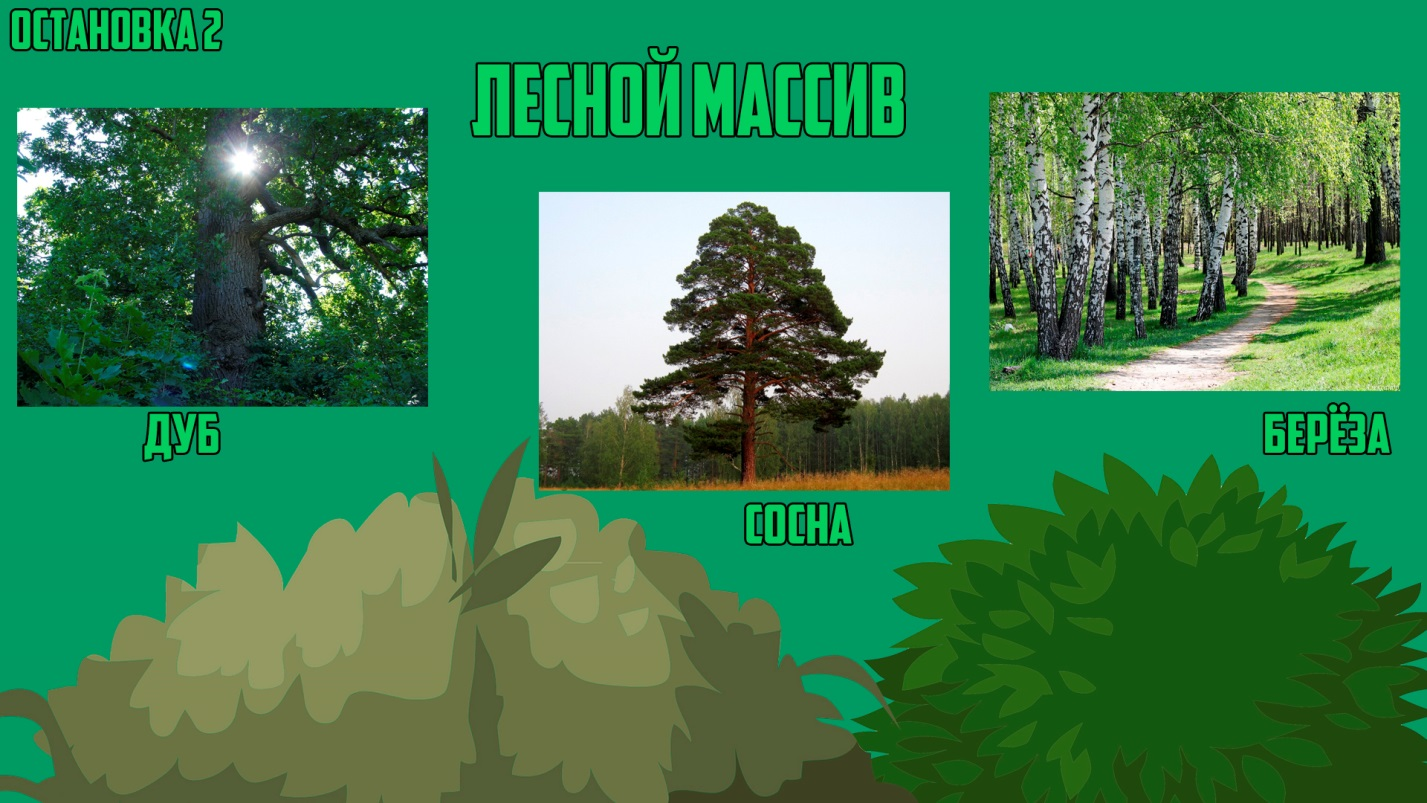 ОСТАНОВКА 2
ЛЕСНОЙ МАССИВ
ДУБ
СОСНА
БЕРЁЗА